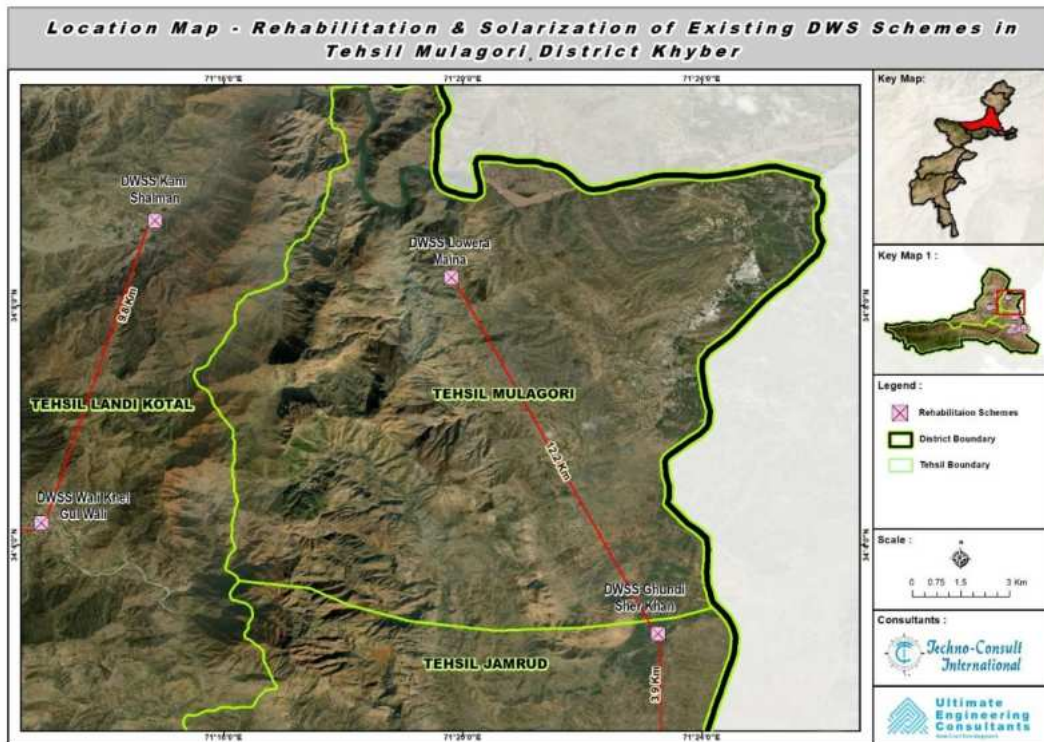 Location Map - Rehabilitation & Solarization of Existing DWS Schemes in
Tehsil Mulagori, District Khyber
71°16'0"E
71°20'0"E
71°24'0"E
DWSS Kam
Shalman
DWSS Lowera
Maina
9.8 Km
TEHSIL LANDI KOTAL
TEHSIL MULAGORI
12.2 Km
DWSS Wali Khel
Gul Wali
DWSS Ghundi
Sher Khan
TEHSIL JAMRUD
3.9 Km
71°16'0"E
71°20'0"E
71°24'0"E
Key Map:
Key Map 1 :
Legend :
Rehabilitaion Schemes
District Boundary
Tehsil Boundary
Scale :
N
0 0.75 1.5 3 Km
Consultants :
Techno-Consult
International
Ultimate
Engineering
Consultants